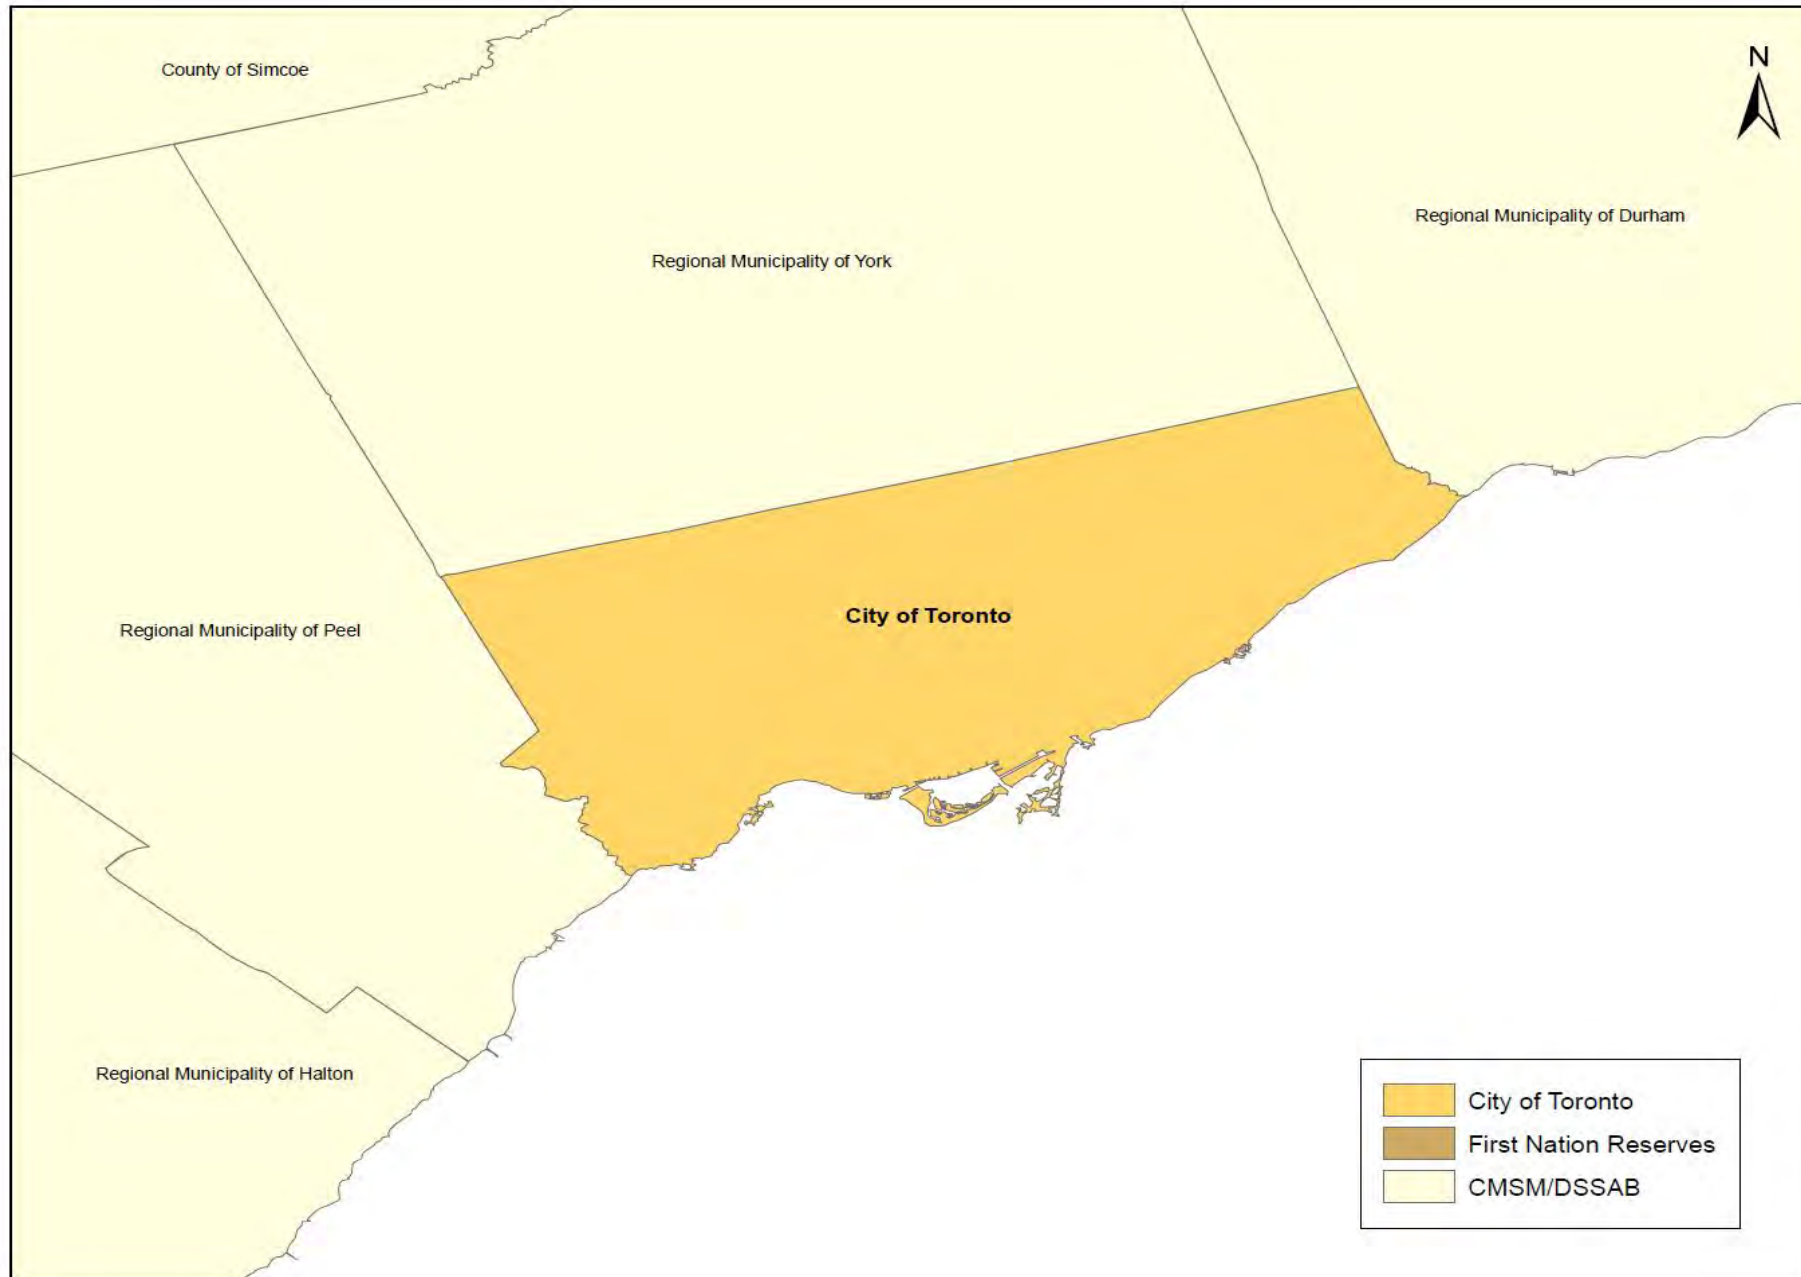 County of Simcoe
N
Regional Municipality of Durham
Regional Municipality of York
City of Toronto
Regional Municipality of Peel
Regional Municipality of Halton
City of Toronto
First Nation Reserves
CMSM/DSSAB